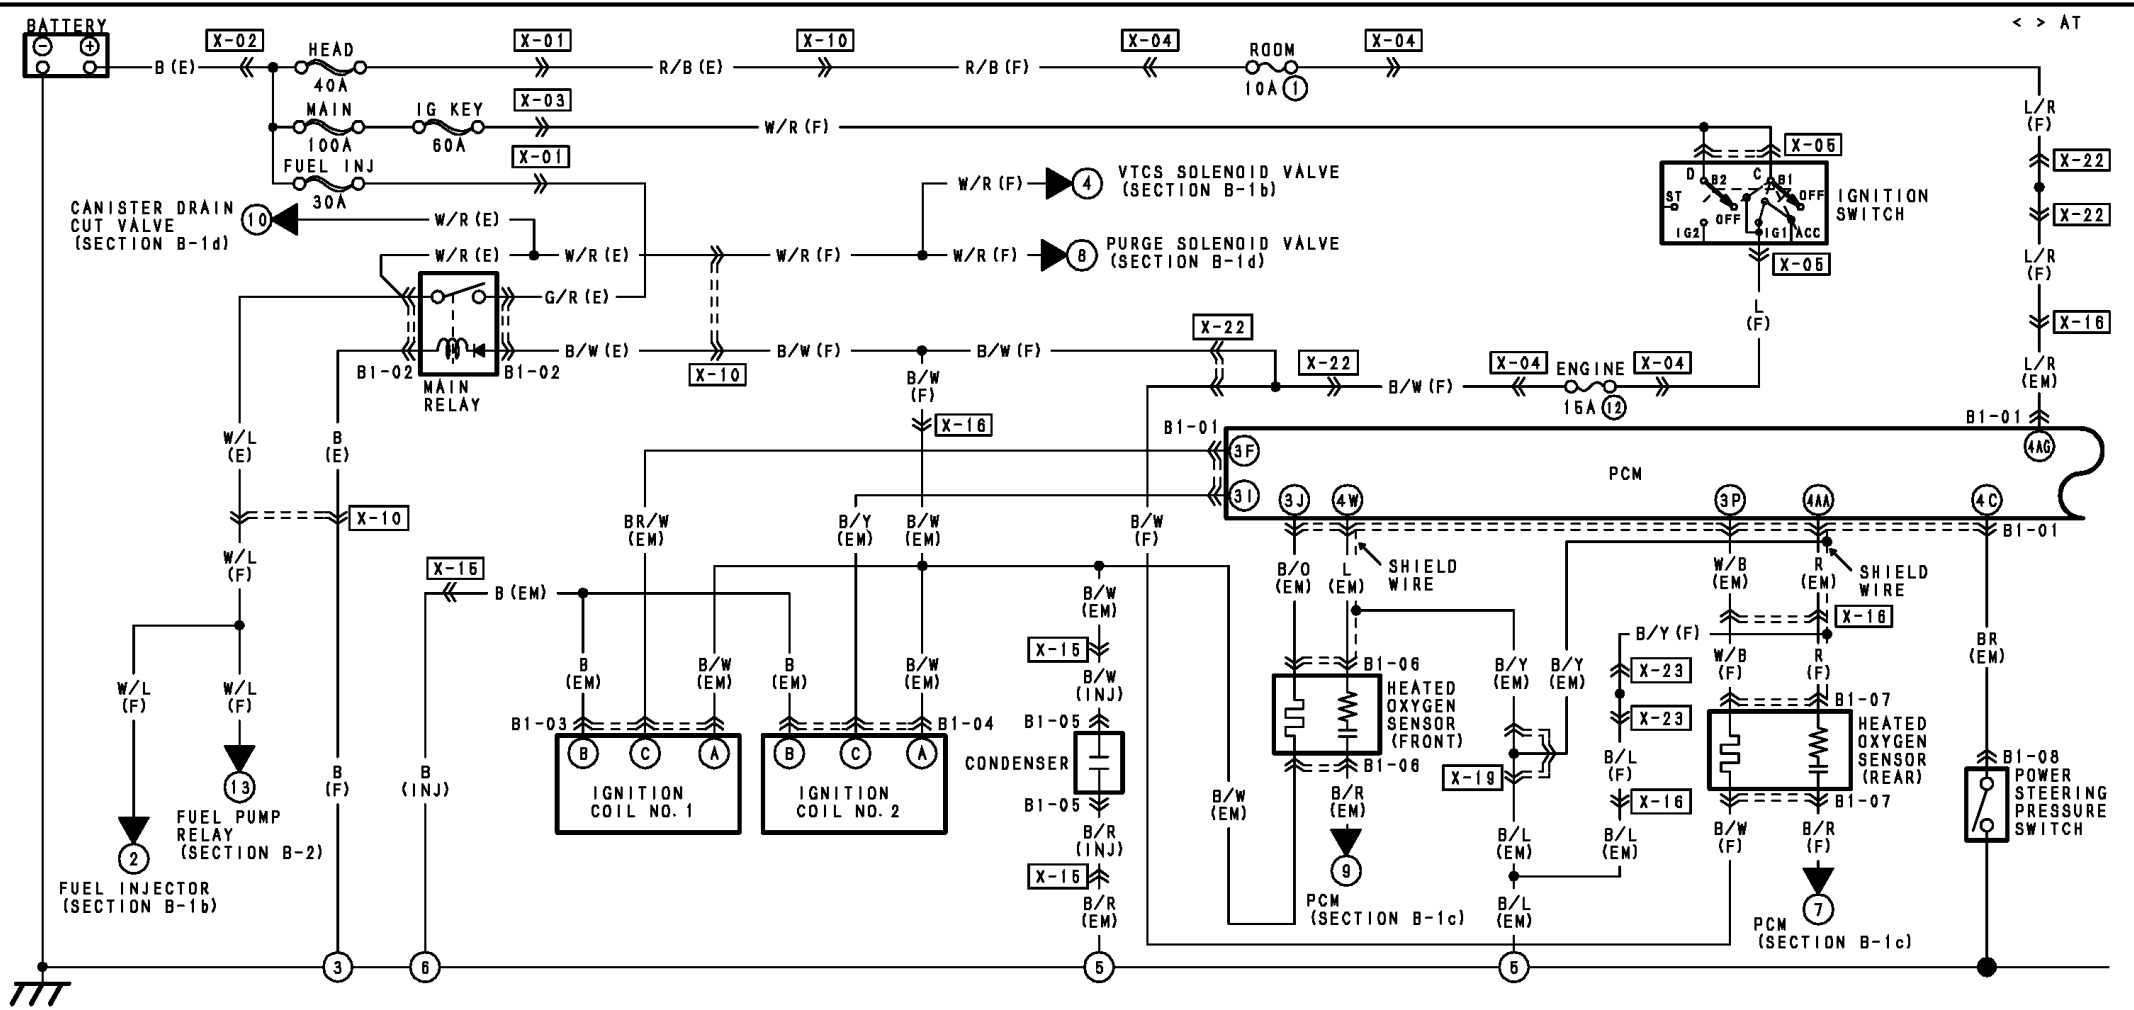 < > AT
BATTERY
X-02
HEAD
X-01
X-10
X-04
ROOM
X-04
B (E)
40A
R/B (E)
R/B (F)
10A 1
MAIN
IG KEY
X-03
100A
60A
W/R (F)
L/R
(F)
X-05
X-22
FUEL INJ
X-01
30A
W/R (F)
4
VTCS SOLENOID VALVE
(SECTION B-1b)
D
B2
C
B1
ST
OFF
OFF
IG2
IG1
ACC
IGNITION
SWITCH
CANISTER DRAIN
CUT VALVE
(SECTION B-1d)
10
W/R (E)
X-22
W/R (E)
W/R (E)
W/R (F)
W/R (F)
8
PURGE SOLENOID VALVE
(SECTION B-1d)
X-05
L/R
(F)
G/R (E)
L
(F)
X-22
X-16
B1-02
B1-02
MAIN
RELAY
B/W (E)
B/W (F)
B/W (F)
X-10
X-22
B/W (F)
X-04
ENGINE
X-04
15A 12
L/R
(EM)
B/W
(F)
X-16
B1-01
B1-01
W/L
(E)
B
(E)
3F
3I
PCM
4AG
3J
4W
3P
4AA
4C
B1-01
X-10
BR/W
(EM)
B/Y
(EM)
B/W
(EM)
B/W
(F)
W/L
(F)
X-15
B (EM)
B/W
(EM)
B/O
(EM)
L
(EM)
SHIELD
WIRE
W/B
(EM)
R
(EM)
SHIELD
WIRE
X-16
B/Y (F)
BR
(EM)
X-15
W/L
(F)
W/L
(F)
B
(EM)
B/W
(EM)
B
(EM)
B/W
(EM)
B/W
(INJ)
B1-06
B/Y
(EM)
B/Y
(EM)
X-23
W/B
(F)
R
(F)
X-23
B1-07
B1-03
B1-04
B1-05
B
C
A
B
C
A
IGNITION
COIL NO. 1
IGNITION
COIL NO. 2
CONDENSER
B1-05
HEATED
OXYGEN
SENSOR
(FRONT)
B1-06
X-19
B/L
(F)
X-16
HEATED
OXYGEN
SENSOR
(REAR)
B1-07
B1-08
POWER
STEERING
PRESSURE
SWITCH
13
FUEL PUMP
RELAY
(SECTION B-2)
B
(F)
B
(INJ)
B/W
(EM)
B/R
(EM)
B/R
(INJ)
B/L
(EM)
B/L
(EM)
B/W
(F)
B/R
(F)
2
FUEL INJECTOR
(SECTION B-1b)
X-15
9
PCM
(SECTION B-1c)
B/R
(EM)
B/L
(EM)
7
PCM
(SECTION B-1c)
3
6
5
5